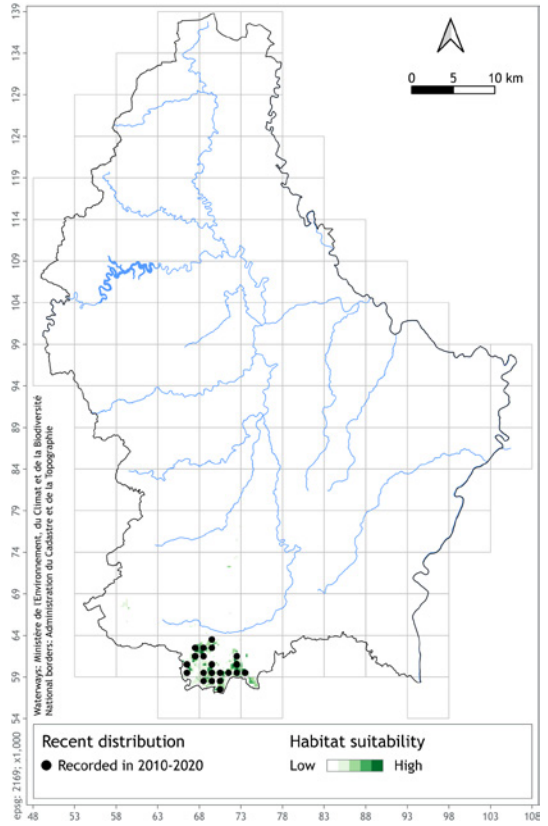 139
134
129
124
119
114
109
104
99
94
89
84
79
74
69
64
59
54
0 5 10 km
Waterways: Ministère de l'Environnement, du Climat et de la Biodiversité
National borders: Administration du Cadastre et de la Topographie
Recent distribution
Recorded in 2010-2020
Habitat suitability
Low High
epsg: 2169; x1,000
48 53 58 63 68 73 78 83 88 93 98 103 108